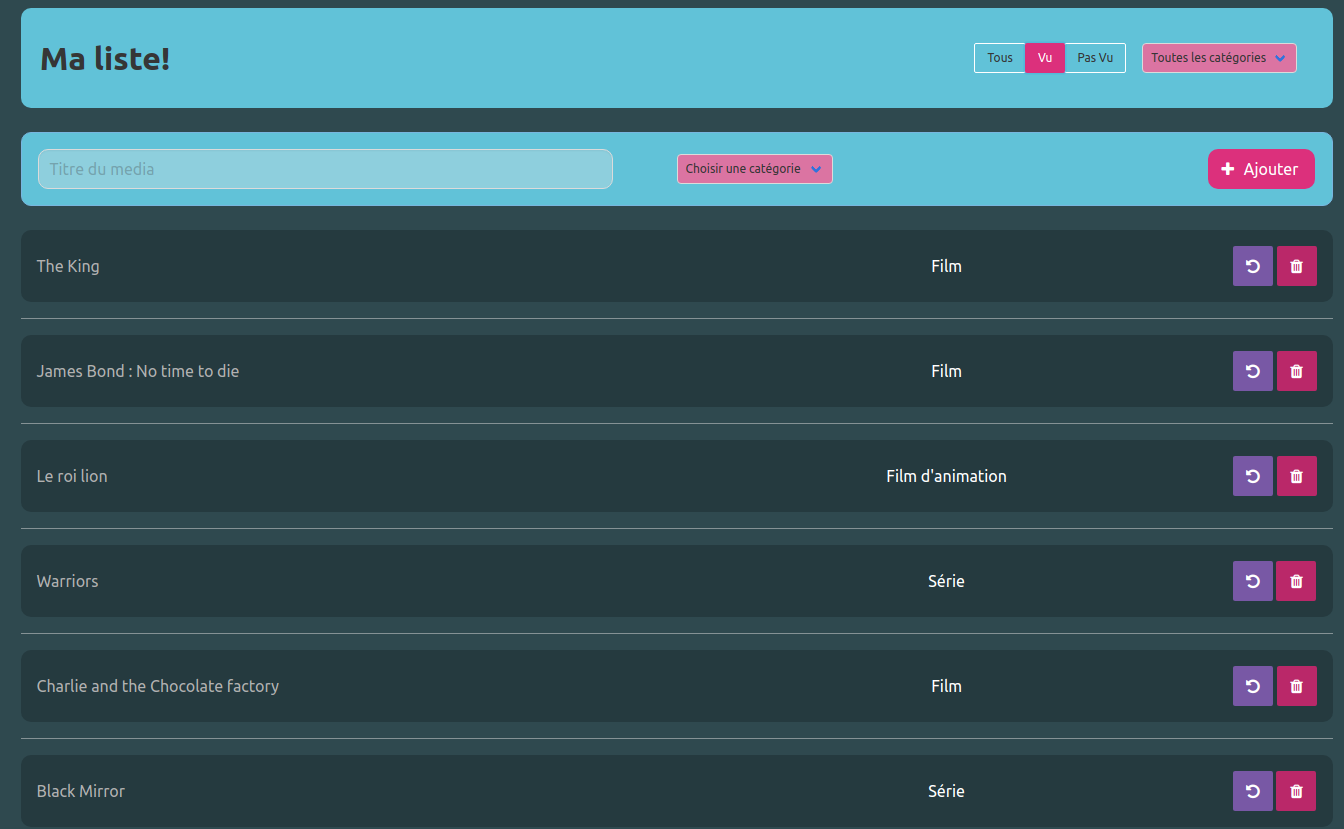 Ma liste!
Tous Vu Pas Vu Toutes les catégories
Titre du media Choisir une catégorie Ajouter
The King Film
James Bond : No time to die Film
Le roi lion Film d'animation
Warriors Série
Charlie and the Chocolate factory Film
Black Mirror Série